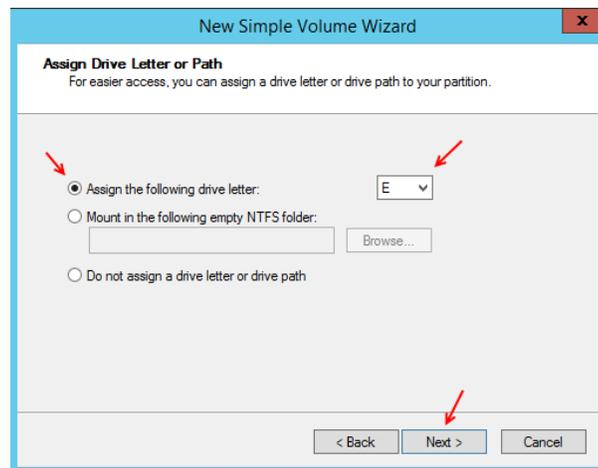 New Simple Volume Wizard
x
Assign Drive Letter or Path
For easier access, you can assign a drive letter or drive path to your partition.
Assign the following drive letter: E
Mount in the following empty NTFS folder:
Browse...
Do not assign a drive letter or drive path
< Back Next > Cancel